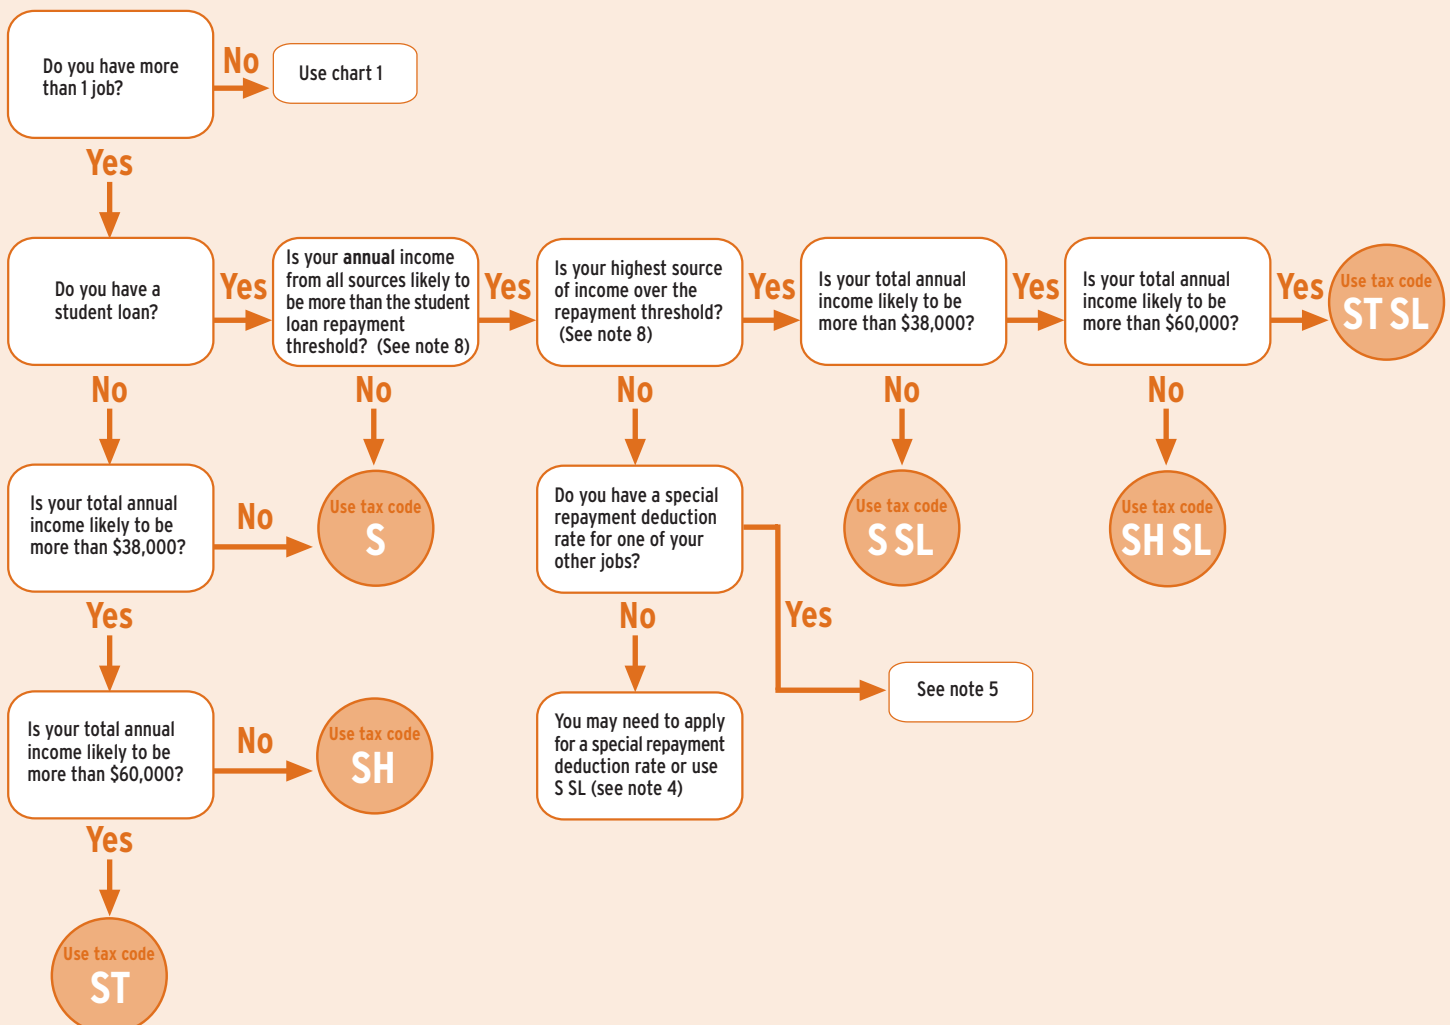 Do you have more
than 1 job?
No
Use chart 1
Yes
Do you have a
student loan?
Yes
Is your annual income
from all sources likely to
be more than the student
loan repayment
threshold? (See note 8)
Yes
Is your highest source
of income over the
repayment threshold?
(See note 8)
Yes
Is your total annual
income likely to be
more than $38,000?
Yes
Is your total annual
income likely to be
more than $60,000?
Yes
Use tax code
ST SL
No
No
No
No
No
Is your total annual
income likely to be
more than $38,000?
No
Use tax code
S
Do you have a special
repayment deduction
rate for one of your
other jobs?
Use tax code
S SL
Use tax code
SH SL
Yes
No
Yes
Is your total annual
income likely to be
more than $60,000?
No
Use tax code
SH
You may need to apply
for a special repayment
deduction rate or use
S SL (see note 4)
See note 5
Yes
Use tax code
ST